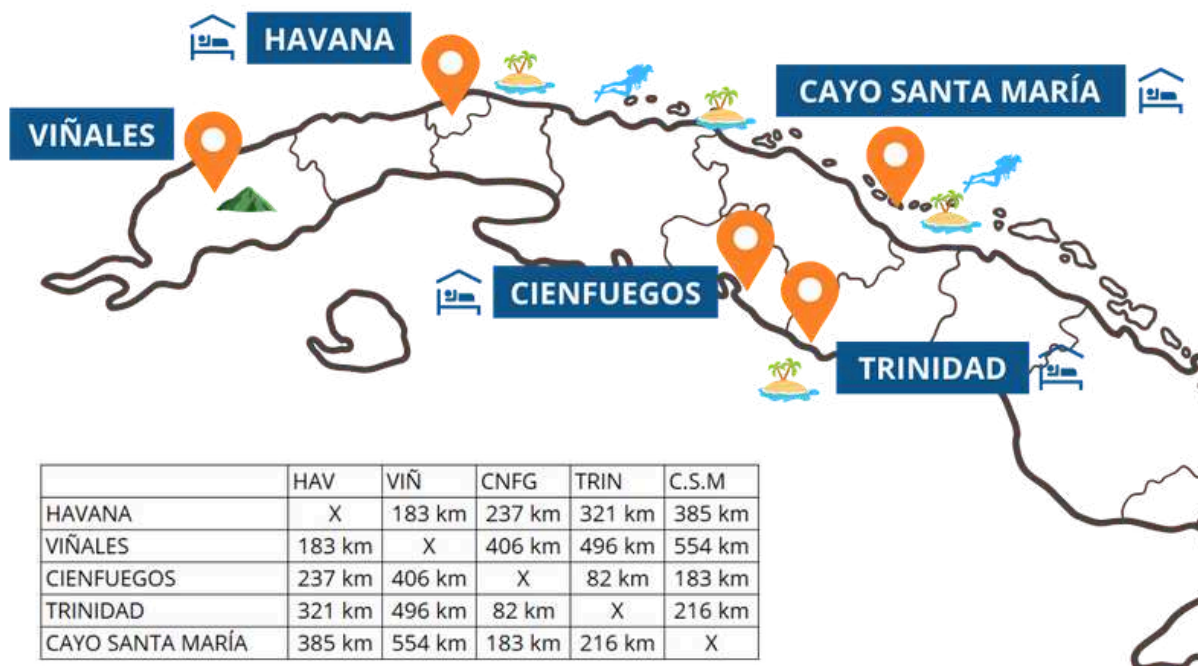 HAVANA
CAYO SANTA MARÍA
VIÑALES
CIENFUEGOS
TRINIDAD
HAV VIÑ CNFG TRIN C.S.M
HAVANA X 183 km 237 km 321 km 385 km
VIÑALES 183 km X 406 km 496 km 554 km
CIENFUEGOS 237 km 406 km X 82 km 183 km
TRINIDAD 321 km 496 km 82 km X 216 km
CAYO SANTA MARÍA 385 km 554 km 183 km 216 km X